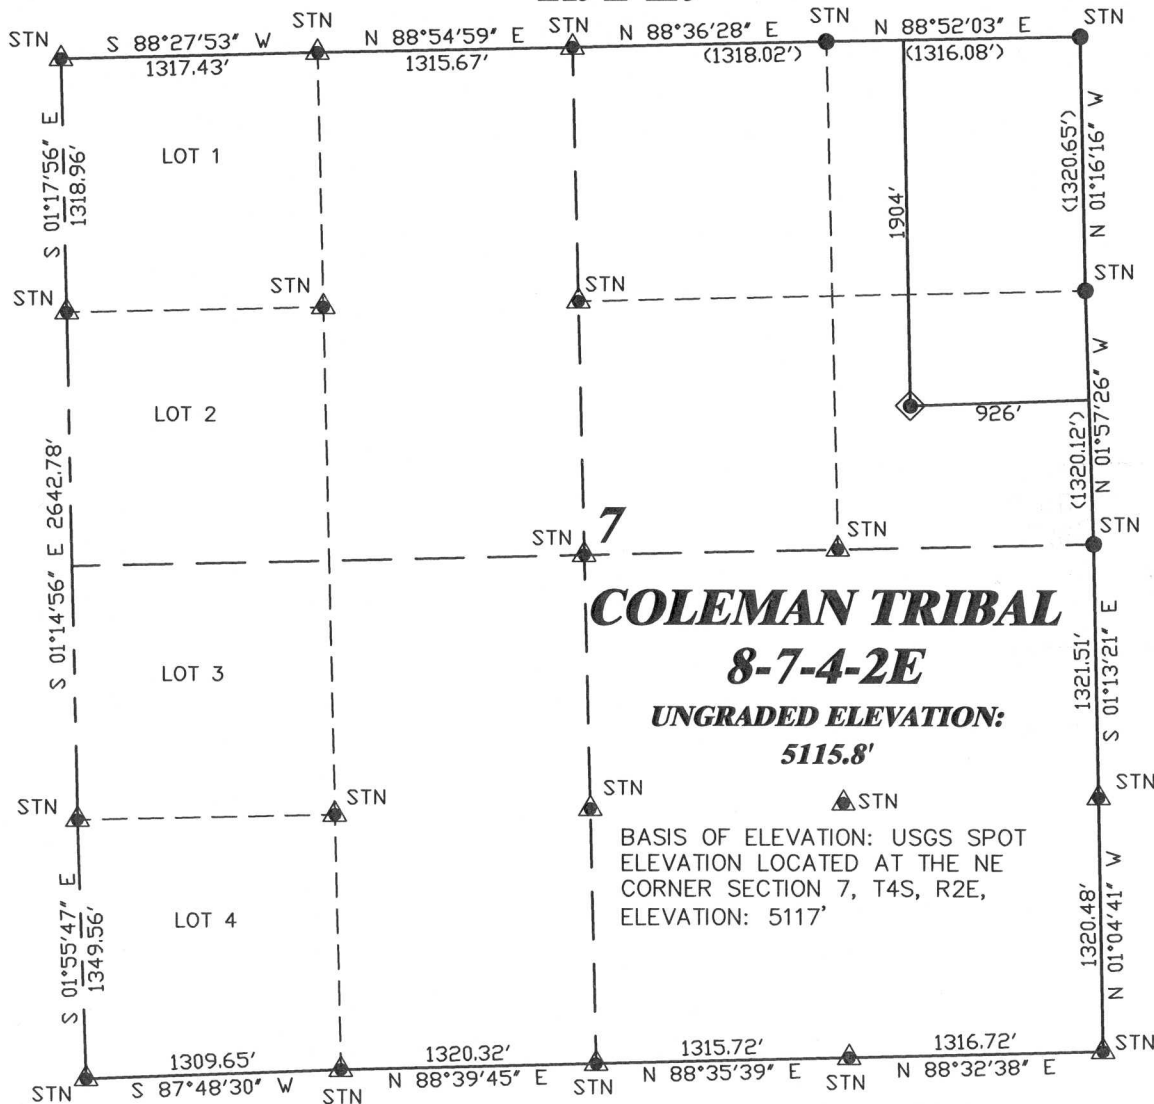 STN
STN
STN
STN
STN
S 88°27'53" W
N 88°54'59" E
N 88°36'28" E
N 88°52'03" E
1317.43'
1315.67'
(1318.02')
(1316.08')
S 01°17'56" E
1318.96'
LOT 1
1904'
(1320.65')
N 01°16'16" W
STN
STN
STN
STN
LOT 2
926'
(1320.12')
N 01°57'26" W
S 01°14'56" E 2642.78'
STN
7
STN
STN
COLEMAN TRIBAL
8-7-4-2E
UNGRADED ELEVATION:
5115.8'
LOT 3
1321.51'
S 01°13'21" E
STN
STN
STN
STN
STN
BASIS OF ELEVATION: USGS SPOT
ELEVATION LOCATED AT THE NE
CORNER SECTION 7, T4S, R2E,
ELEVATION: 5117'
S 01°55'47" E
1349.56'
LOT 4
1320.48'
N 01°04'41" W
1309.65'
1320.32'
1315.72'
1316.72'
S 87°48'30" W
N 88°39'45" E
N 88°35'39" E
N 88°32'38" E
STN
STN
STN
STN
STN